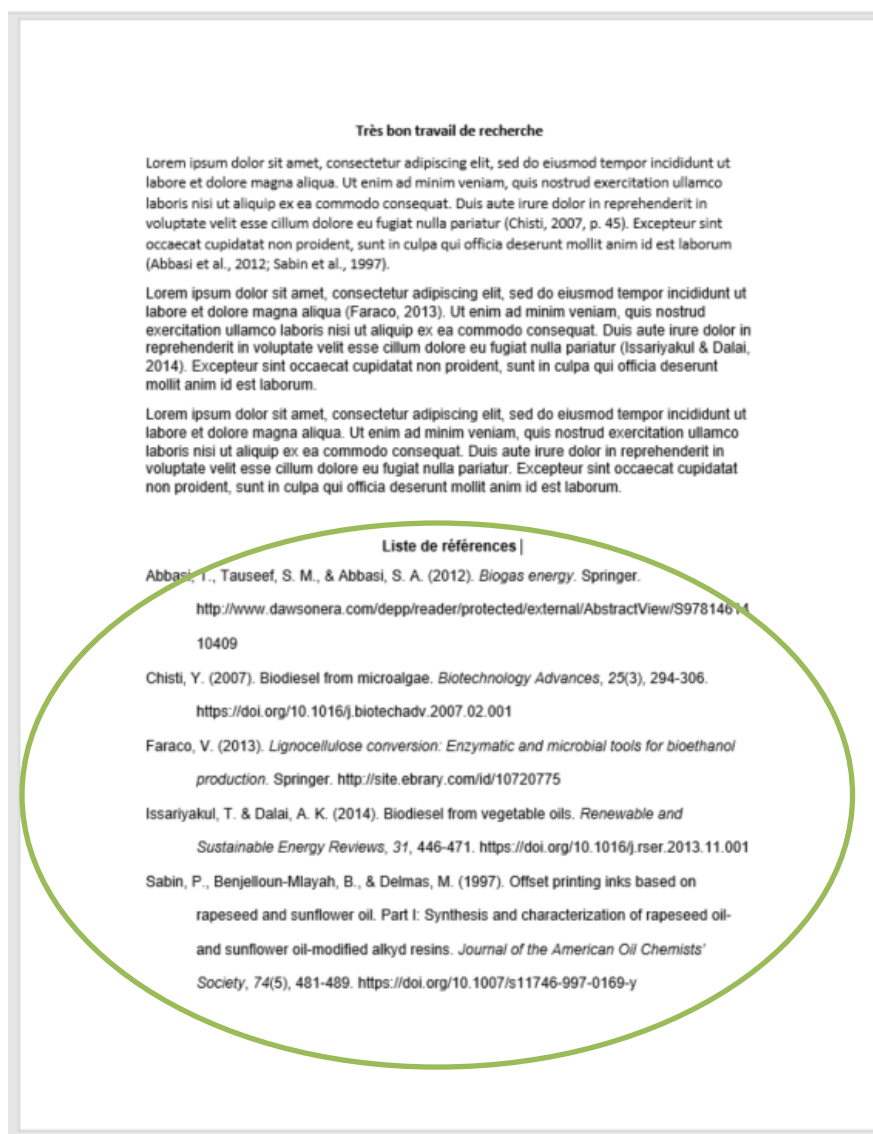 Très bon travail de recherche
Lorem ipsum dolor sit amet, consectetur adipiscing elit, sed do eiusmod tempor incididunt ut
labore et dolore magna aliqua. Ut enim ad minim veniam, quis nostrud exercitation ullamco
laboris nisi ut aliquip ex ea commodo consequat. Duis aute irure dolor in reprehenderit in
voluptate velit esse cillum dolore eu fugiat nulla pariatur (Chisti, 2007, p. 45). Excepteur sint
occaecat cupidatat non proident, sunt in culpa qui officia deserunt mollit anim id est laborum
(Abbasi et al., 2012; Sabin et al., 1997).
Lorem ipsum dolor sit amet, consectetur adipiscing elit, sed do eiusmod tempor incididunt ut
labore et dolore magna aliqua (Faraco, 2013). Ut enim ad minim veniam, quis nostrud
exercitation ullamco laboris nisi ut aliquip ex ea commodo consequat. Duis aute irure dolor in
reprehenderit in voluptate velit esse cillum dolore eu fugiat nulla pariatur (Issariyakul & Dalai,
2014). Excepteur sint occaecat cupidatat non proident, sunt in culpa qui officia deserunt
mollit anim id est laborum.
Lorem ipsum dolor sit amet, consectetur adipiscing elit, sed do eiusmod tempor incididunt ut
labore et dolore magna aliqua. Ut enim ad minim veniam, quis nostrud exercitation ullamco
laboris nisi ut aliquip ex ea commodo consequat. Duis aute irure dolor in reprehenderit in
voluptate velit esse cillum dolore eu fugiat nulla pariatur. Excepteur sint occaecat cupidatat
non proident, sunt in culpa qui officia deserunt mollit anim id est laborum.
Liste de références
Abbasi, T., Tauseef, S. M., & Abbasi, S. A. (2012). Biogas energy. Springer.
http://www.dawsonera.com/depp/reader/protected/external/AbstractView/S97814614
10409
Chisti, Y. (2007). Biodiesel from microalgae. Biotechnology Advances, 25(3), 294-306.
https://doi.org/10.1016/j.biotechadv.2007.02.001
Faraco, V. (2013). Lignocellulose conversion: Enzymatic and microbial tools for bioethanol
production. Springer. http://site.ebrary.com/id/10720775
Issariyakul, T. & Dalai, A. K. (2014). Biodiesel from vegetable oils. Renewable and
Sustainable Energy Reviews, 31, 446-471. https://doi.org/10.1016/j.rser.2013.11.001
Sabin, P., Benjelloun-Mlayah, B., & Delmas, M. (1997). Offset printing inks based on
rapeseed and sunflower oil. Part I: Synthesis and characterization of rapeseed oil-
and sunflower oil-modified alkyd resins. Journal of the American Oil Chemists'
Society, 74(5), 481-489. https://doi.org/10.1007/s11746-997-0169-y